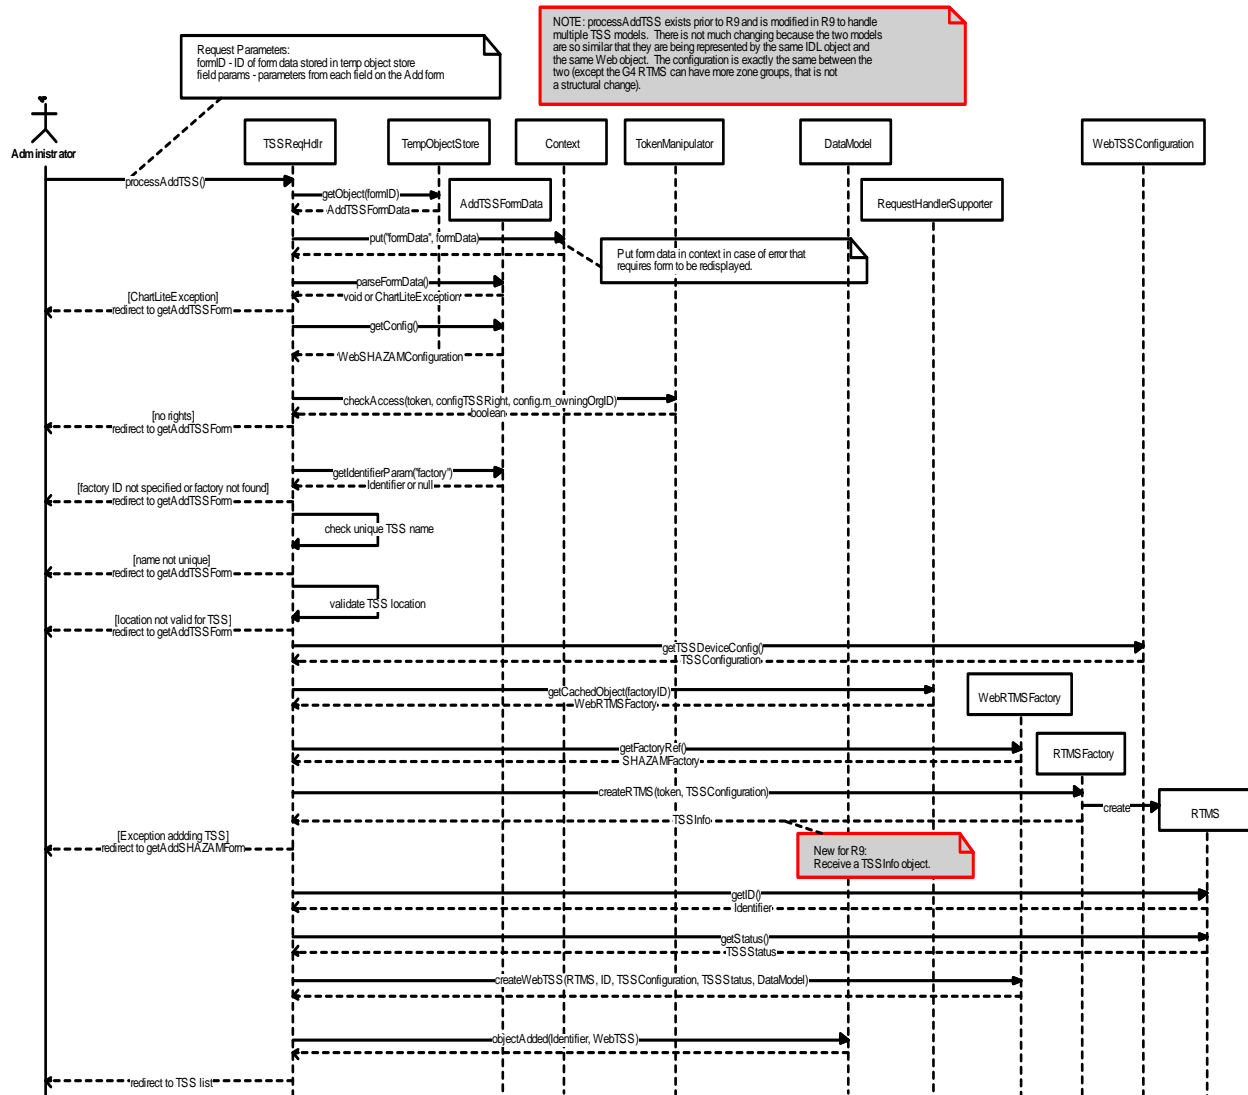 NOTE: processAddTSS exists prior to R9 and is modified in R9 to handle
multiple TSS models.  There is not much changing because the two models
are so similar that they are being represented by the same IDL object and
the same Web object.  The configuration is exactly the same between the
two (except the G4 RTMS can have more zone groups, that is not
a structural change).
Request Parameters:
formID - ID of form data stored in temp object store
field params - parameters from each field on the Add form
Administrator
TSSReqHdlr
TempObjectStore
Context
TokenManipulator
DataModel
WebTSSConfiguration
processAddTSS()
getObject(formID)
AddTSSFormData
AddTSSFormData
RequestHandlerSupporter
put("formData", formData)
Put form data in context in case of error that
requires form to be redisplayed.
parseFormData()
void or ChartLiteException
[ChartLiteException]
redirect to getAddTSSForm
getConfig()
WebSHAZAMConfiguration
checkAccess(token, configTSSRight, config.m_owningOrgID)
boolean
[no rights]
redirect to getAddTSSForm
getIdentifierParam("factory")
Identifier or null
[factory ID not specified or factory not found]
redirect to getAddTSSForm
check unique TSS name
[name not unique]
redirect to getAddTSSForm
validate TSS location
[location not valid for TSS]
redirect to getAddTSSForm
getTSSDeviceConfig()
TSSConfiguration
getCachedObject(factoryID)
WebRTMSFactory
WebRTMSFactory
getFactoryRef()
SHAZAMFactory
RTMSFactory
createRTMS(token, TSSConfiguration)
create
RTMS
TSSInfo
[Exception addding TSS]
redirect to getAddSHAZAMForm
New for R9:
Receive a TSSInfo object.
getID()
Identifier
getStatus()
TSSStatus
createWebTSS(RTMS, ID, TSSConfiguration, TSSStatus, DataModel)
objectAdded(Identifier, WebTSS)
redirect to TSS list